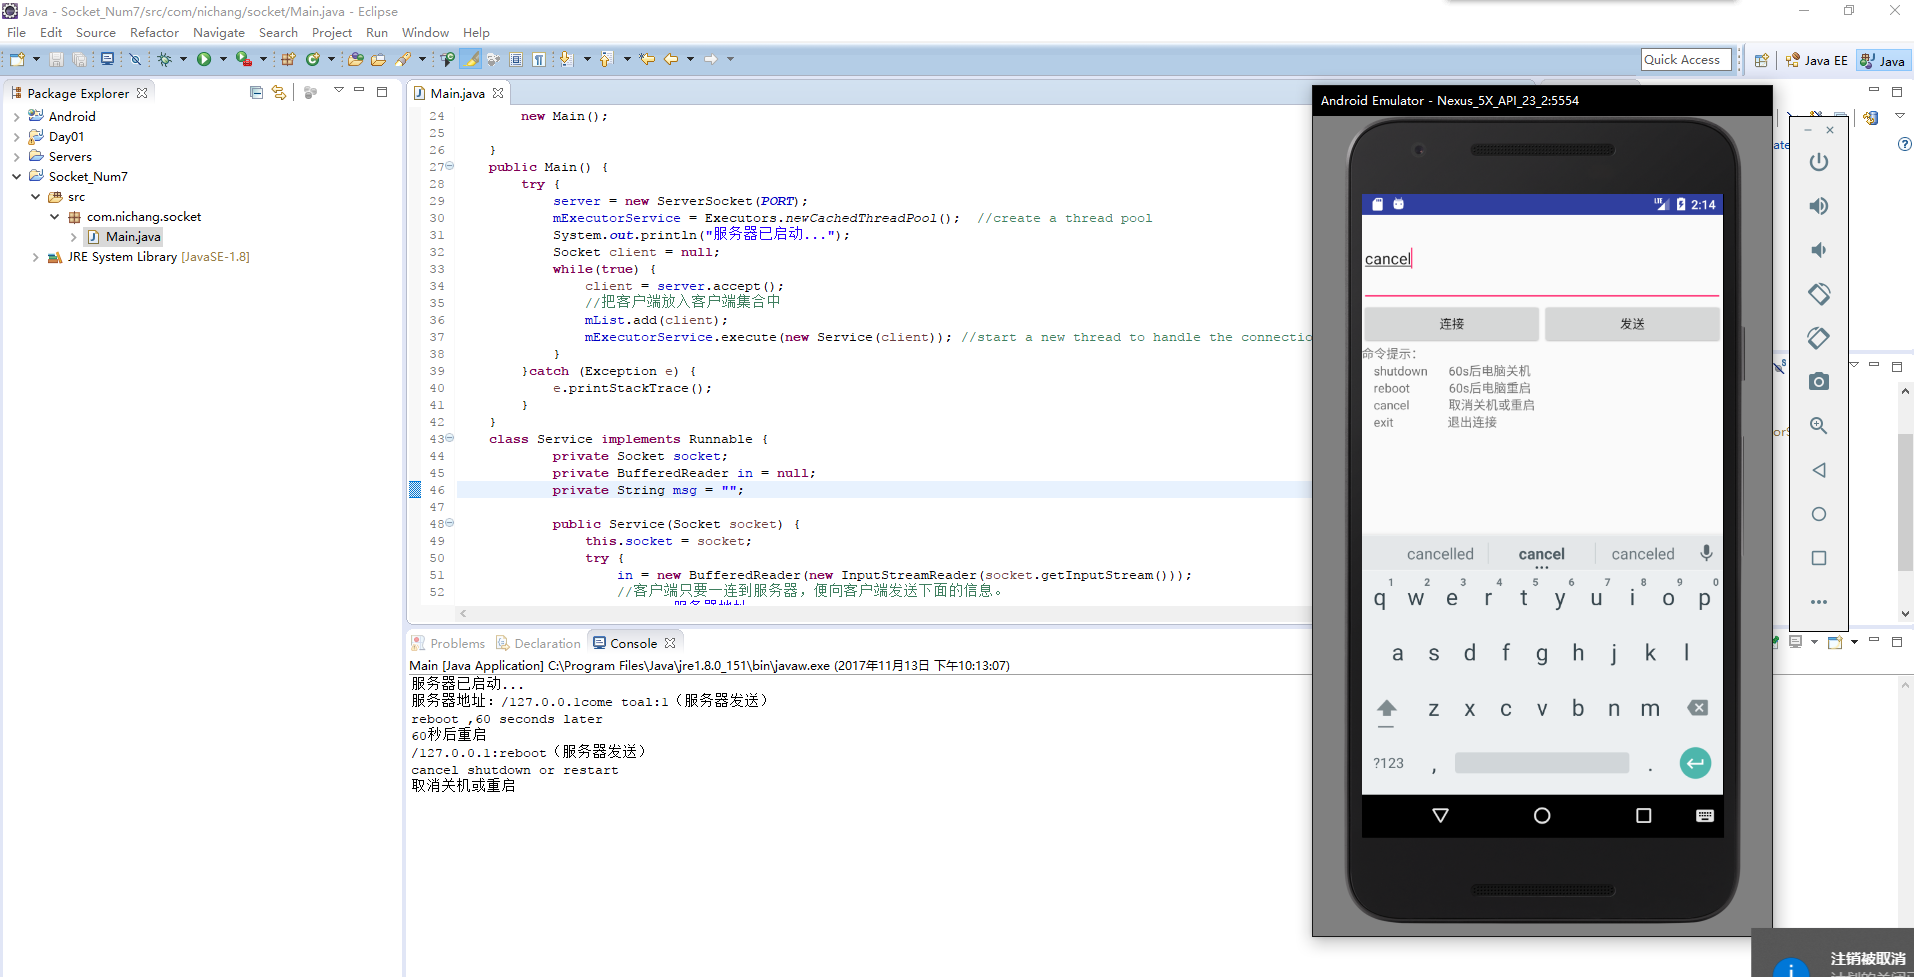 Java - Socket_Num7/src/com/nichang/socket/Main.java - Eclipse
File Edit Source Refactor Navigate Search Project Run Window Help
Quick Access
Java EE
Java
Package Explorer
Android
Day01
Servers
Socket_Num7
src
com.nichang.socket
Main.java
JRE System Library [JavaSE-1.8]
Main.java
24 new Main();
25
26 }
27 public Main() {
28 try {
29 server = new ServerSocket(PORT);
30 mExecutorService = Executors.newCachedThreadPool(); //create a thread pool
31 System.out.println("服务器已启动...");
32 Socket client = null;
33 while(true) {
34 client = server.accept();
35 //把客户端放入客户端集合中
36 mList.add(client);
37 mExecutorService.execute(new Service(client)); //start a new thread to handle the connectio
38 }
39 }catch (Exception e) {
40 e.printStackTrace();
41 }
42 }
43 class Service implements Runnable {
44 private Socket socket;
45 private BufferedReader in = null;
46 private String msg = "";
47
48 public Service(Socket socket) {
49 this.socket = socket;
50 try {
51 in = new BufferedReader(new InputStreamReader(socket.getInputStream()));
52 //客户端只要一连到服务器，便向客户端发送下面的信息。
服务器地址
Problems Declaration Console
Main [Java Application] C:\Program Files\Java\jre1.8.0_151\bin\javaw.exe (2017年11月13日 下午10:13:07)
服务器已启动...
服务器地址：/127.0.0.1come toal:1（服务器发送）
reboot ,60 seconds later
60秒后重启
/127.0.0.1:reboot（服务器发送）
cancel shutdown or restart
取消关机或重启
Android Emulator - Nexus_5X_API_23_2:5554
LTE 2:14
cancel
连接 发送
命令提示：
shutdown 60s后电脑关机
reboot 60s后电脑重启
cancel 取消关机或重启
exit 退出连接
cancelled cancel canceled
1 2 3 4 5 6 7 8 9 0
q w e r t y u i o p
a s d f g h j k l
z x c v b n m
?123 , .
注销被取消